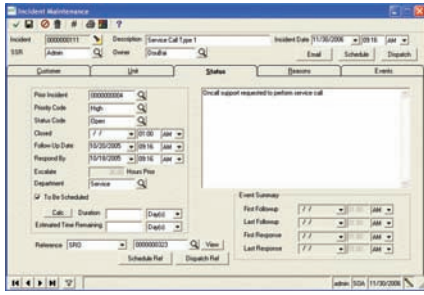 Incident Maintenance
Incident 0000000111 Description Service Call Type 1 Incident Date 11/30/2006 09:16 AM
SSR Admin Owner Email Schedule Dispatch
Customer Unit Status Reasons Events
Prior Incident 0000000004
Priority Code High
Status Code Open
Closed / / 01:00 AM
Follow-Up Date 10/20/2005 09:16 AM
Respond By 10/18/2005 09:16 AM
Escalate Hours Prior
Department Service
To Be Scheduled
Calc Duration Day(s)
Estimated Time Remaining Day(s)
Reference SRO 0000000323 View
Schedule Ref Dispatch Ref
Oncall support requested to perform service call
Event Summary
First Followup / / AM
Last Followup / / AM
First Response / / AM
Last Response / / AM
admin SOA 11/30/2006